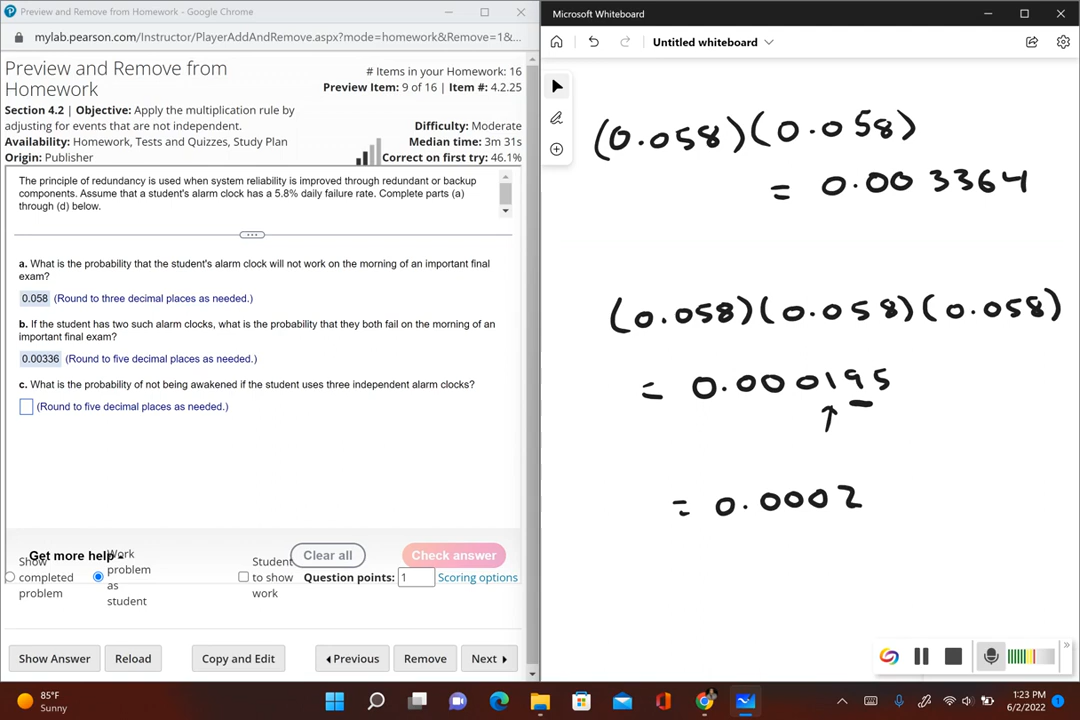 Preview and Remove from Homework - Google Chrome
mylab.pearson.com/Instructor/PlayerAddAndRemove.aspx?mode=homework&Remove=1&...
Preview and Remove from
Homework
# Items in your Homework: 16
Preview Item: 9 of 16 | Item #: 4.2.25
Section 4.2 | Objective: Apply the multiplication rule by
adjusting for events that are not independent.
Availability: Homework, Tests and Quizzes, Study Plan
Origin: Publisher
Difficulty: Moderate
Median time: 3m 31s
Correct on first try: 46.1%
The principle of redundancy is used when system reliability is improved through redundant or backup
components. Assume that a student's alarm clock has a 5.8% daily failure rate. Complete parts (a)
through (d) below.
a. What is the probability that the student's alarm clock will not work on the morning of an important final
exam?
0.058 (Round to three decimal places as needed.)
b. If the student has two such alarm clocks, what is the probability that they both fail on the morning of an
important final exam?
0.00336 (Round to five decimal places as needed.)
c. What is the probability of not being awakened if the student uses three independent alarm clocks?
(Round to five decimal places as needed.)
Get more help -
Clear all
Check answer
Show
completed
problem
Work
problem
as
student
Student
to show
work
Question points: 1
Scoring options
Show Answer
Reload
Copy and Edit
Previous
Remove
Next
Microsoft Whiteboard
Untitled whiteboard
(0.058)(0.058)
= 0.003364
(0.058)(0.058)(0.058)
= 0.000195
= 0.0002
85°F
Sunny
1:23 PM
6/2/2022
1